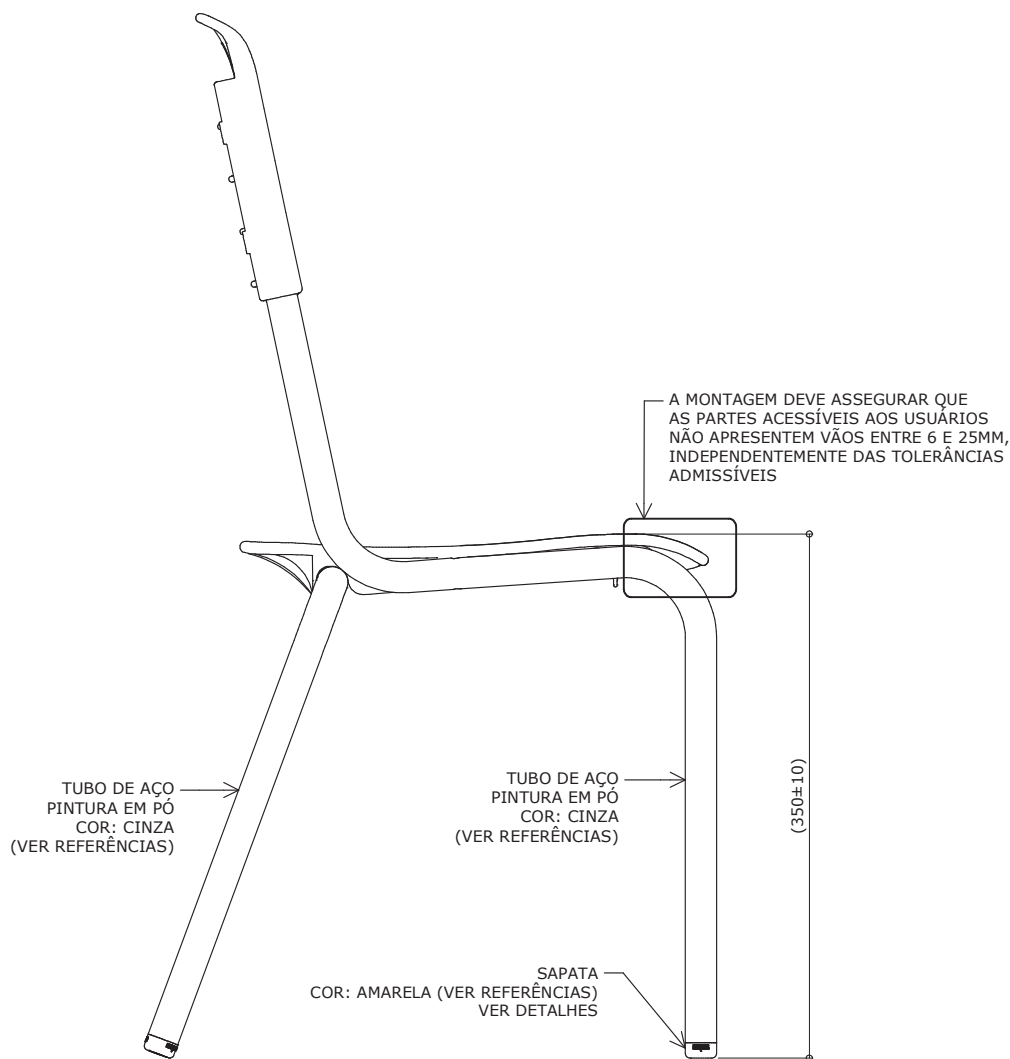 A MONTAGEM DEVE ASSEGURAR QUE
AS PARTES ACESSÍVEIS AOS USUÁRIOS
NÃO APRESENTEM VÃOS ENTRE 6 E 25MM,
INDEPENDENTEMENTE DAS TOLERÂNCIAS
ADMISSÍVEIS
TUBO DE AÇO
PINTURA EM PÓ
COR: CINZA
(VER REFERÊNCIAS)
TUBO DE AÇO
PINTURA EM PÓ
COR: CINZA
(VER REFERÊNCIAS)
(350±10)
SAPATA
COR: AMARELA (VER REFERÊNCIAS)
VER DETALHES